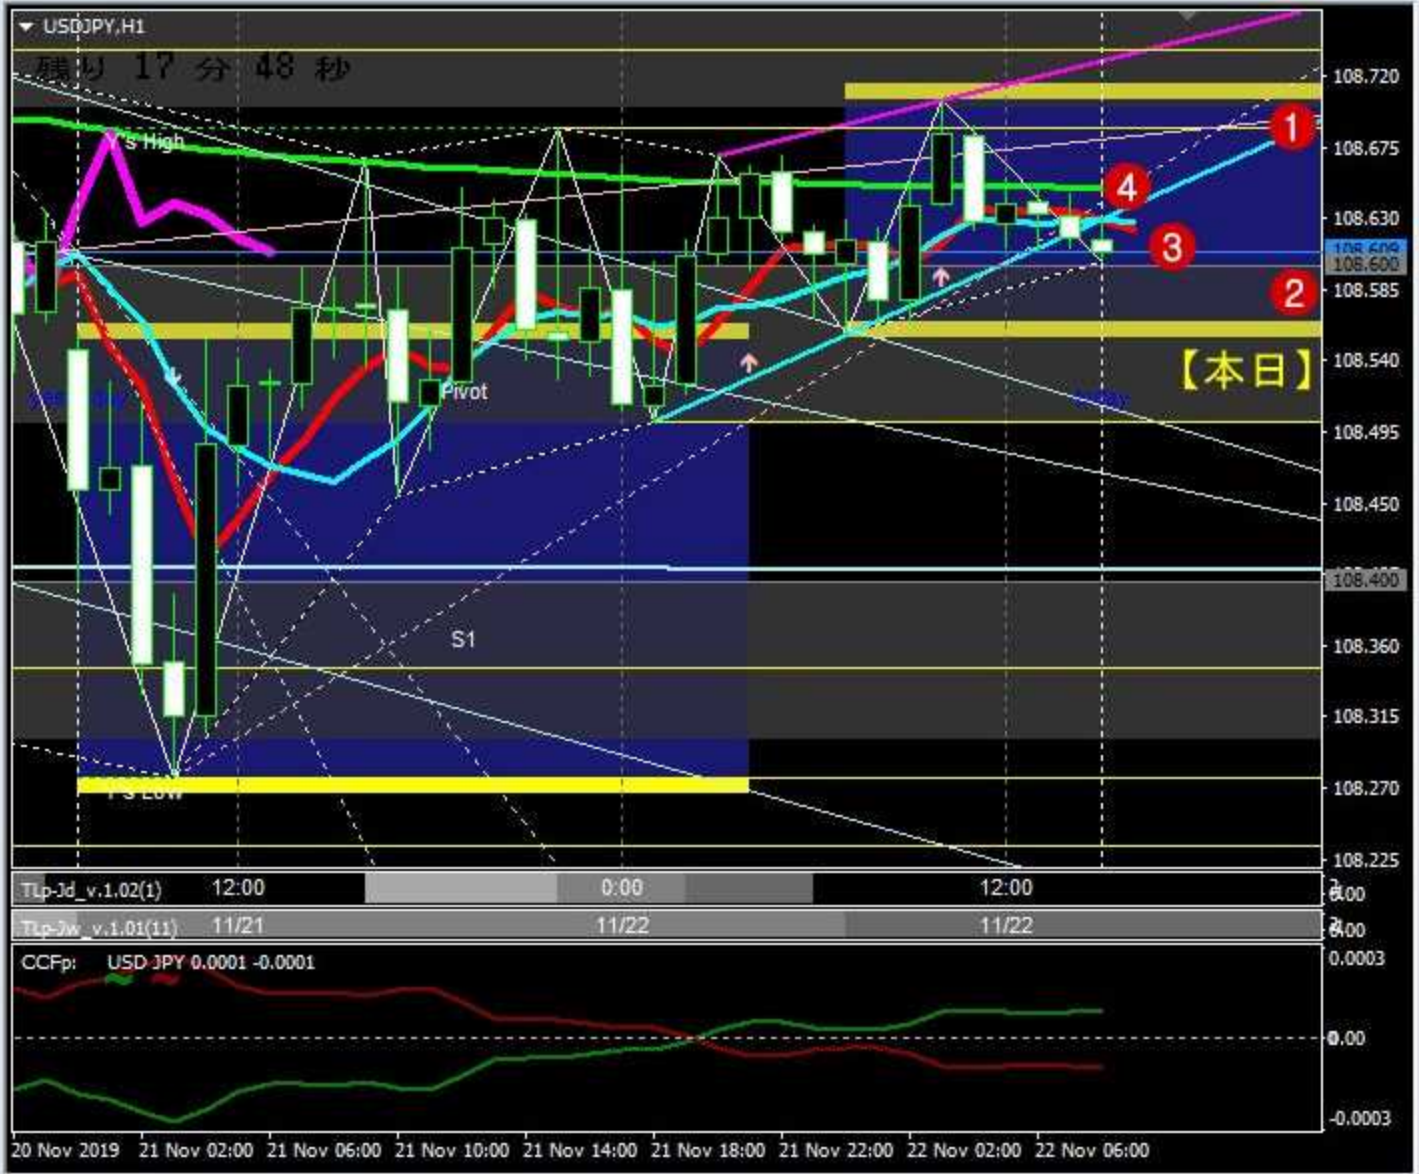 USDJPY,H1
残り 17 分 48 秒
Y's High
108.720
1
108.675
4
108.630
3
108.609
108.600
2
108.585
【本日】
108.540
Pivot
108.495
108.450
108.400
S1
108.360
108.315
Y's Low
108.270
108.225
TLp-Jd_v.1.02(1) 12:00 0:00 12:00
TLp-Jw_v.1.01(11) 11/21 11/22 11/22
CCFp: USD JPY 0.0001 -0.0001
0.0003
0.00
-0.0003
20 Nov 2019 21 Nov 02:00 21 Nov 06:00 21 Nov 10:00 21 Nov 14:00 21 Nov 18:00 21 Nov 22:00 22 Nov 02:00 22 Nov 06:00